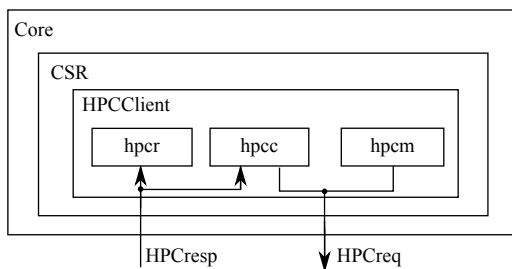 Core
CSR
HPCClient
hpcr hpcc hpcm
HPCresp HPCreq